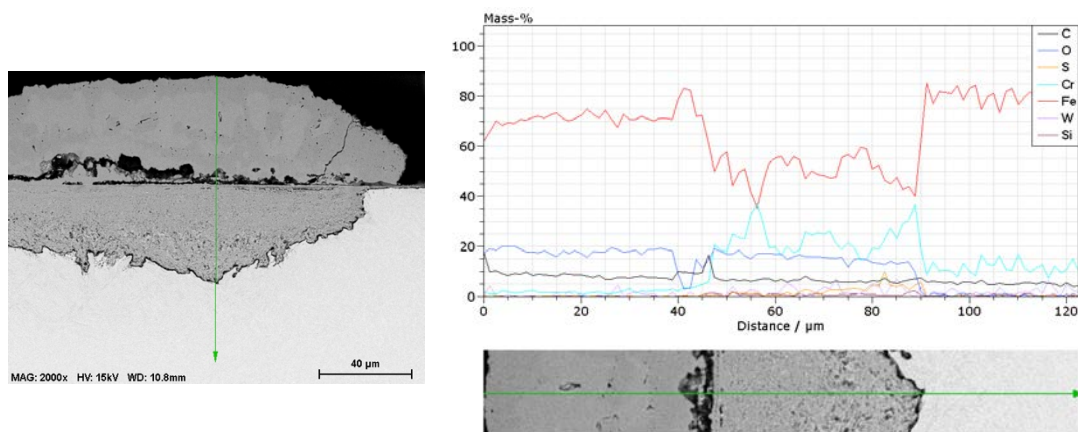 MAG: 2000x HV: 15kV WD: 10.8mm
40 µm
Mass-%
100
80
60
40
20
0
0 20 40 60 80 100 120
Distance / µm
C
O
S
Cr
Fe
W
Si